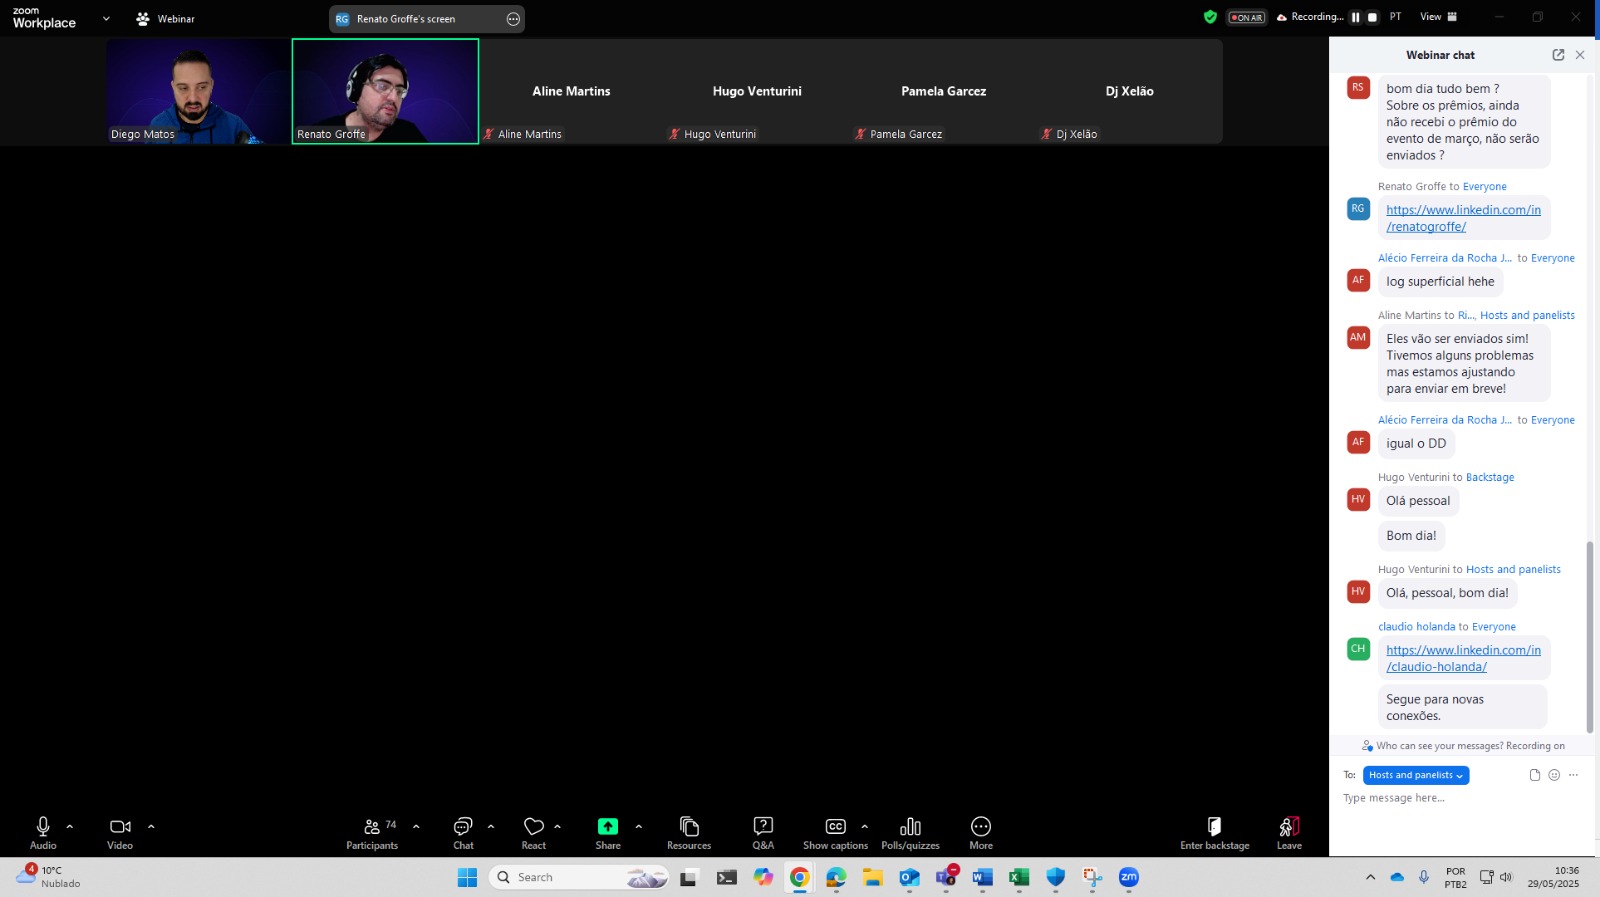 zoom
Workplace
Webinar
RG Renato Groffe's screen
ON AIR
Recording...
PT
View
Diego Matos
Renato Groffe
Aline Martins
Aline Martins
Hugo Venturini
Hugo Venturini
Pamela Garcez
Pamela Garcez
Dj Xelão
Dj Xelão
Webinar chat
RS
bom dia tudo bem ?
Sobre os prêmios, ainda
não recebi o prêmio do
evento de março, não serão
enviados ?
Renato Groffe to Everyone
RG
https://www.linkedin.com/in
/renatogroffe/
Alécio Ferreira da Rocha J... to Everyone
AF
log superficial hehe
Aline Martins to Ri..., Hosts and panelists
AM
Eles vão ser enviados sim!
Tivemos alguns problemas
mas estamos ajustando
para enviar em breve!
Alécio Ferreira da Rocha J... to Everyone
AF
igual o DD
Hugo Venturini to Backstage
HV
Olá pessoal
Bom dia!
Hugo Venturini to Hosts and panelists
HV
Olá, pessoal, bom dia!
claudio holanda to Everyone
CH
https://www.linkedin.com/in
/claudio-holanda/
Segue para novas
conexões.
Who can see your messages? Recording on
To: Hosts and panelists
Type message here...
Audio
Video
Participants
74
Chat
React
Share
Resources
Q&A
CC
Show captions
Polls/quizzes
More
Enter backstage
Leave
4
10°C
Nublado
Search
zm
POR
PTB2
10:36
29/05/2025